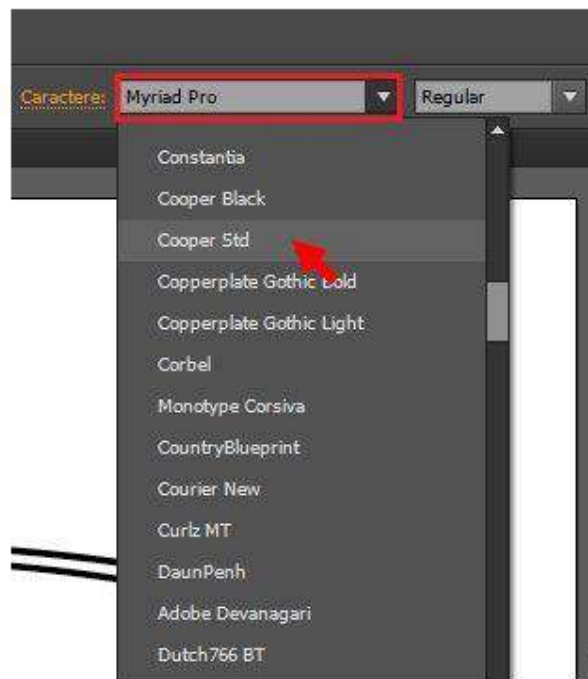 Caractere: Myriad Pro Regular
Constantia
Cooper Black
Cooper Std
Copperplate Gothic Bold
Copperplate Gothic Light
Corbel
Monotype Corsiva
CountryBlueprint
Courier New
Curlz MT
DaunPenh
Adobe Devanagari
Dutch766 BT